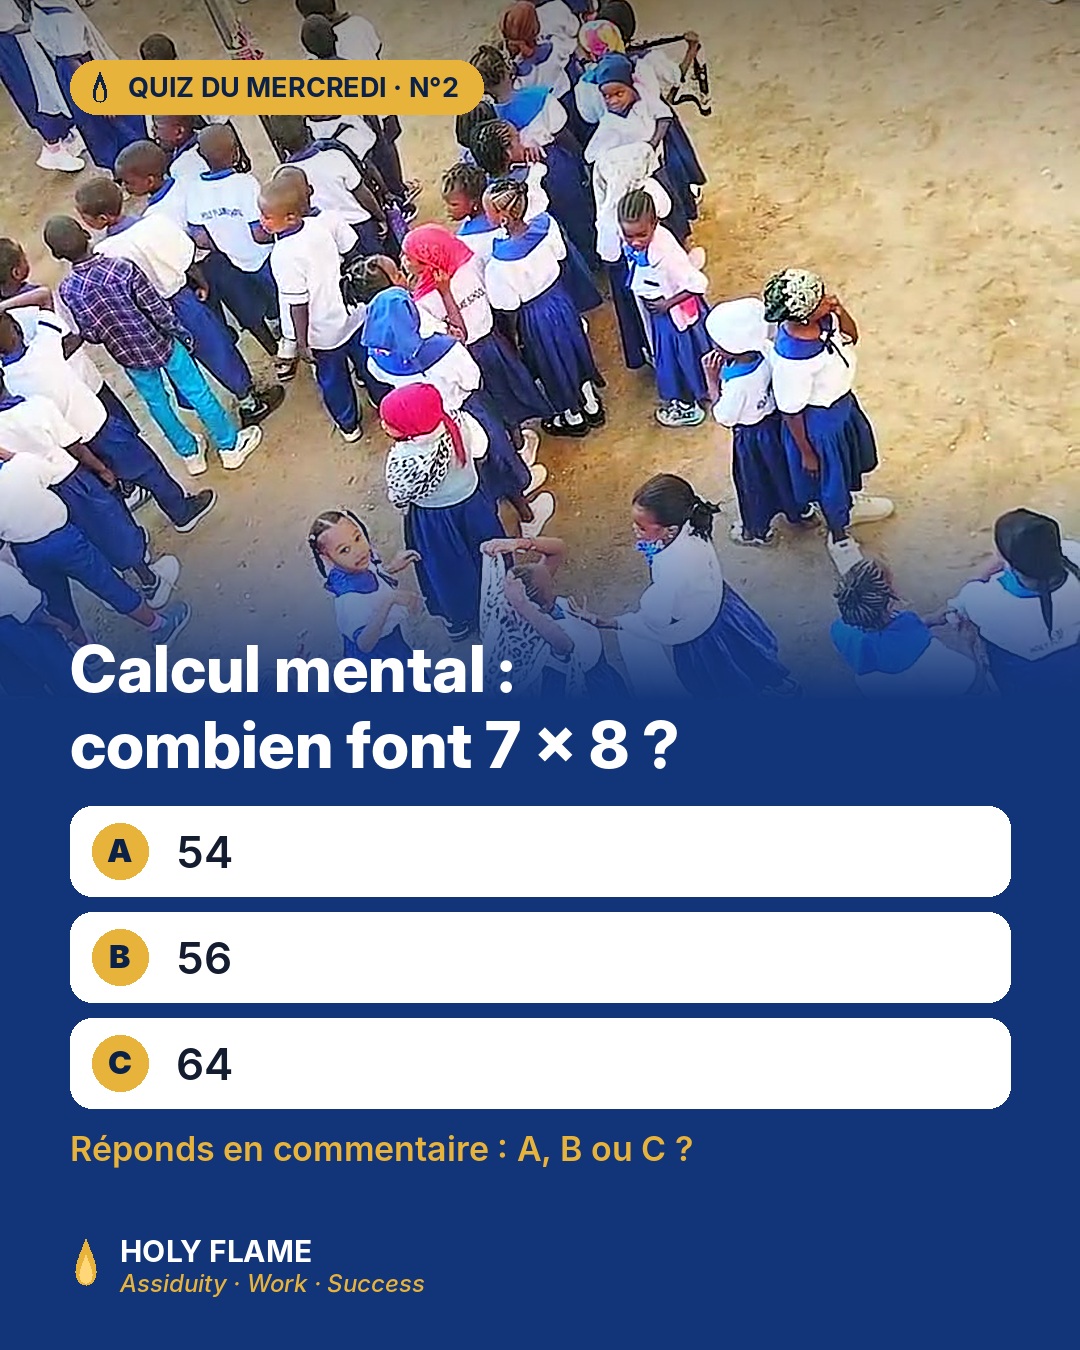 QUIZ DU MERCREDI · N°2
Calcul mental :
combien font 7 × 8 ?
A 54
B 56
C 64
Réponds en commentaire : A, B ou C ?
HOLY FLAME
Assiduity · Work · Success